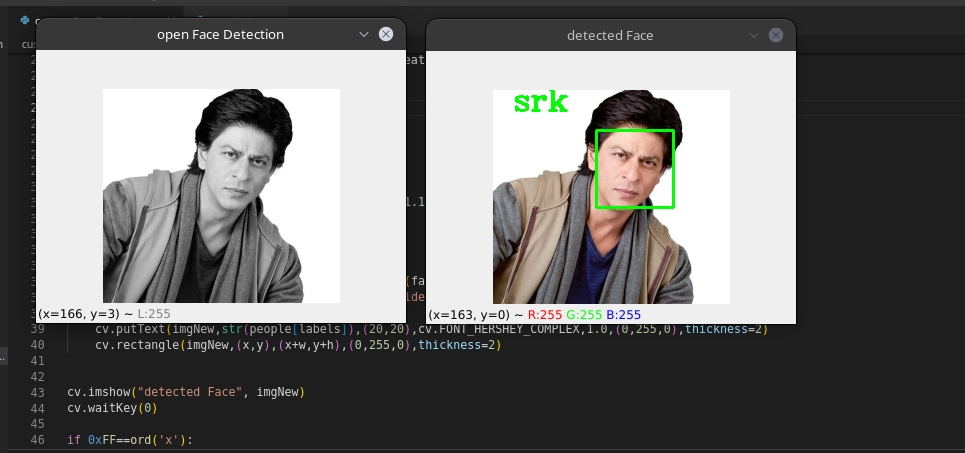 open Face Detection
detected Face
srk
(x=166, y=3) ~ L:255
(x=163, y=0) ~ R:255 G:255 B:255
39 cv.putText(imgNew,str(people[labels]),(20,20),cv.FONT_HERSHEY_COMPLEX,1.0,(0,255,0),thickness=2)
40 cv.rectangle(imgNew,(x,y),(x+w,y+h),(0,255,0),thickness=2)
41
42
43 cv.imshow("detected Face", imgNew)
44 cv.waitKey(0)
45
46 if 0xFF==ord('x'):